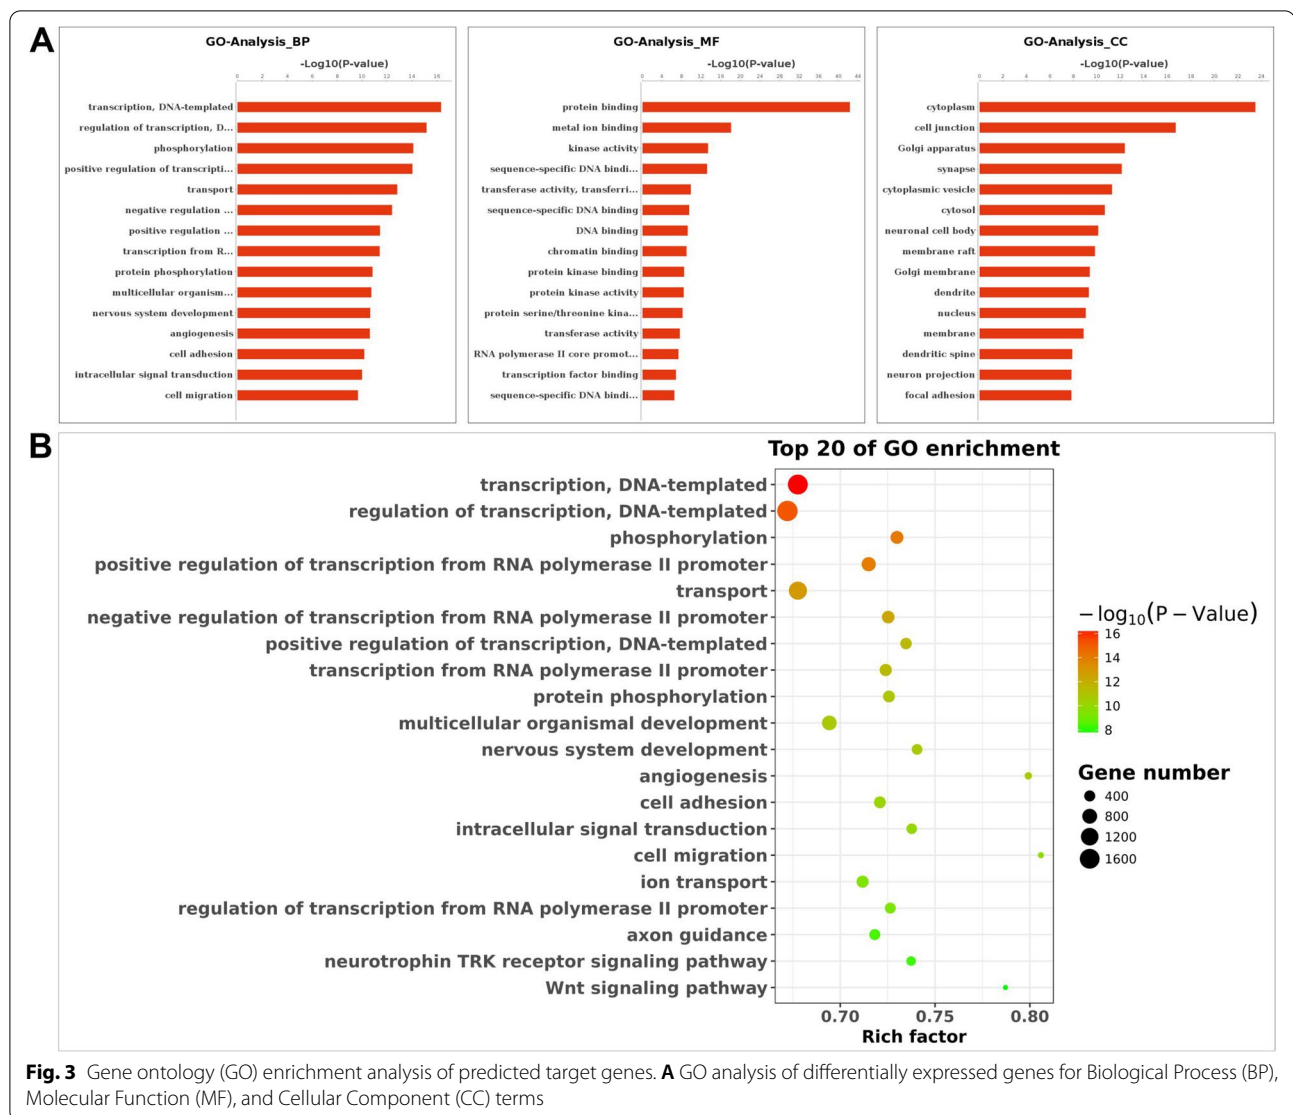 A
GO-Analysis_BP
-Log10(P-value)
0 2 4 6 8 10 12 14 16
transcription, DNA-templated
regulation of transcription, D...
phosphorylation
positive regulation of transcripti...
transport
negative regulation ...
positive regulation ...
transcription from R...
protein phosphorylation
multicellular organism...
nervous system development
angiogenesis
cell adhesion
intracellular signal transduction
cell migration
GO-Analysis_MF
-Log10(P-value)
0 4 8 12 16 20 24 28 32 36 40 44
protein binding
metal ion binding
kinase activity
sequence-specific DNA bindi...
transferase activity, transferri...
sequence-specific DNA binding
DNA binding
chromatin binding
protein kinase binding
protein kinase activity
protein serine/threonine kina...
transferase activity
RNA polymerase II core promot...
transcription factor binding
sequence-specific DNA bindi...
GO-Analysis_CC
-Log10(P-value)
0 2 4 6 8 10 12 14 16 18 20 22 24
cytoplasm
cell junction
Golgi apparatus
synapse
cytoplasmic vesicle
cytosol
neuronal cell body
membrane raft
Golgi membrane
dendrite
nucleus
membrane
dendritic spine
neuron projection
focal adhesion
B
Top 20 of GO enrichment
transcription, DNA-templated
regulation of transcription, DNA-templated
phosphorylation
positive regulation of transcription from RNA polymerase II promoter
transport
negative regulation of transcription from RNA polymerase II promoter
positive regulation of transcription, DNA-templated
transcription from RNA polymerase II promoter
protein phosphorylation
multicellular organismal development
nervous system development
angiogenesis
cell adhesion
intracellular signal transduction
cell migration
ion transport
regulation of transcription from RNA polymerase II promoter
axon guidance
neurotrophin TRK receptor signaling pathway
Wnt signaling pathway
0.70 0.75 0.80
Rich factor
−log10(P−Value)
16
14
12
10
8
Gene number
400
800
1200
1600
Fig. 3 Gene ontology (GO) enrichment analysis of predicted target genes. A GO analysis of differentially expressed genes for Biological Process (BP),
Molecular Function (MF), and Cellular Component (CC) terms